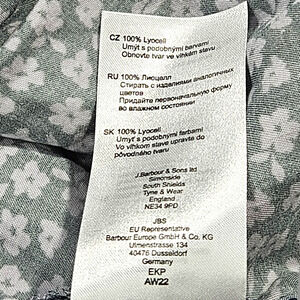 CZ 100% Lyocell
Umýt s podobnými barvami
Obnovte tvar ve vlhkém stavu
RU 100% Лиоцелл
Стирать с изделиями аналогичных
цветов
Придайте первоначальную форму
во влажном состоянии
SK 100% Lyocell
Umyť s podobnými farbami
Vo vlhkom stave upravte do
pôvodného tvaru
J.Barbour & Sons ltd
Simonside
South Shields
Tyne & Wear
England
NE34 9PD
JBS
EU Representative
Barbour Europe GmbH & Co. KG
Ulmenstrasse 134
40476 Dusseldorf
Germany
EKP
AW22